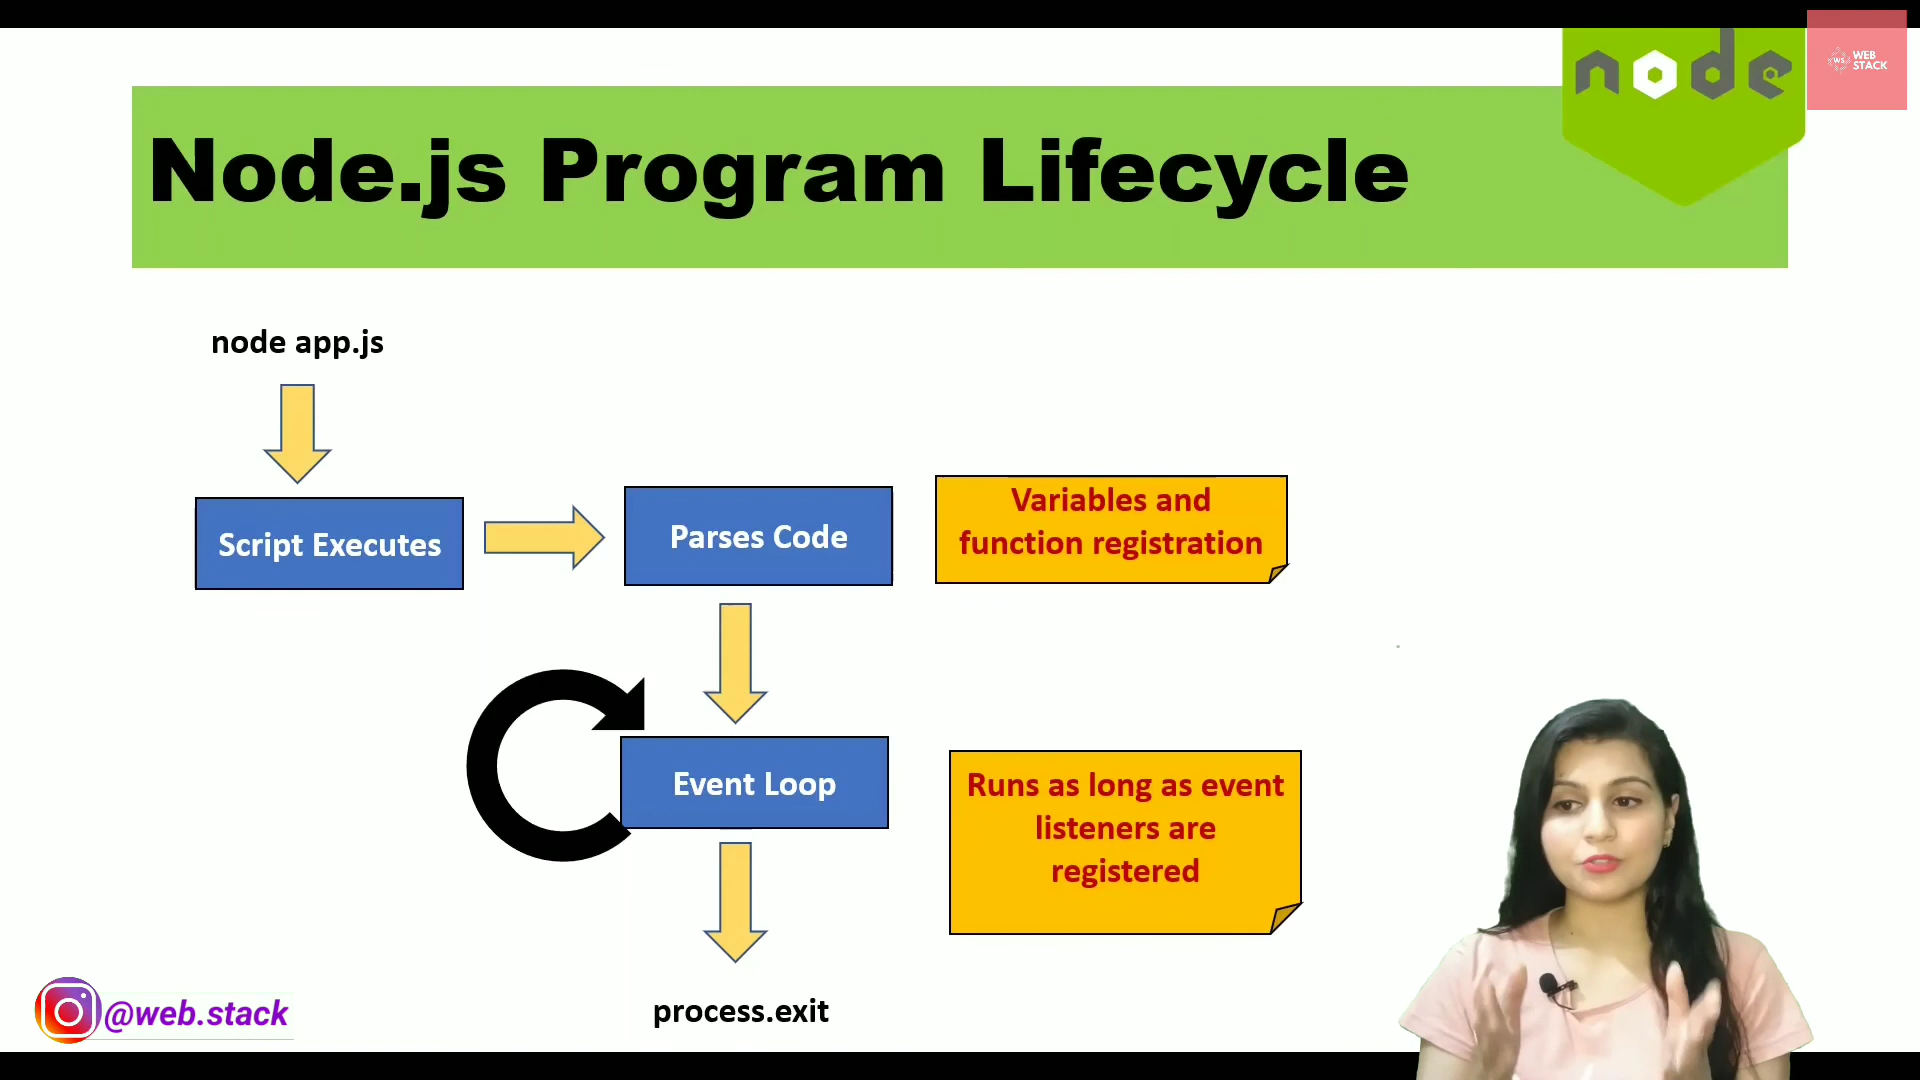 node
WS
WEB
STACK
Node.js Program Lifecycle
node app.js
Script Executes
Parses Code
Variables and
function registration
Event Loop
Runs as long as event
listeners are
registered
process.exit
@web.stack